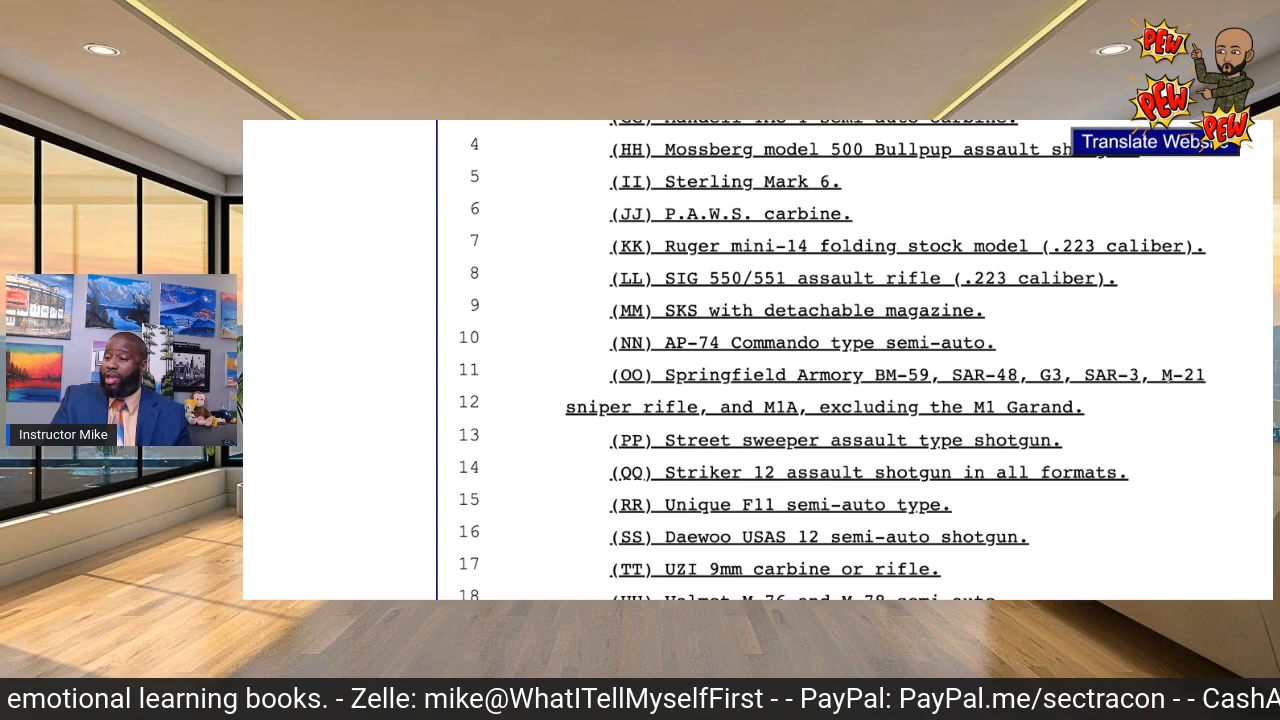 PEW
PEW
PEW
Translate
4
(HH) Mossberg model 500 Bullpup assault
5
(II) Sterling Mark 6.
6
(JJ) P.A.W.S. carbine.
7
(KK) Ruger mini-14 folding stock model (.223 caliber).
8
(LL) SIG 550/551 assault rifle (.223 caliber).
9
(MM) SKS with detachable magazine.
10
(NN) AP-74 Commando type semi-auto.
11
(OO) Springfield Armory BM-59, SAR-48, G3, SAR-3, M-21
12
sniper rifle, and M1A, excluding the M1 Garand.
13
(PP) Street sweeper assault type shotgun.
14
(QQ) Striker 12 assault shotgun in all formats.
15
(RR) Unique F11 semi-auto type.
16
(SS) Daewoo USAS 12 semi-auto shotgun.
17
(TT) UZI 9mm carbine or rifle.
18
Instructor Mike
emotional learning books. - Zelle: mike@WhatITellMyselfFirst - - PayPal: PayPal.me/sectracon - - CashA